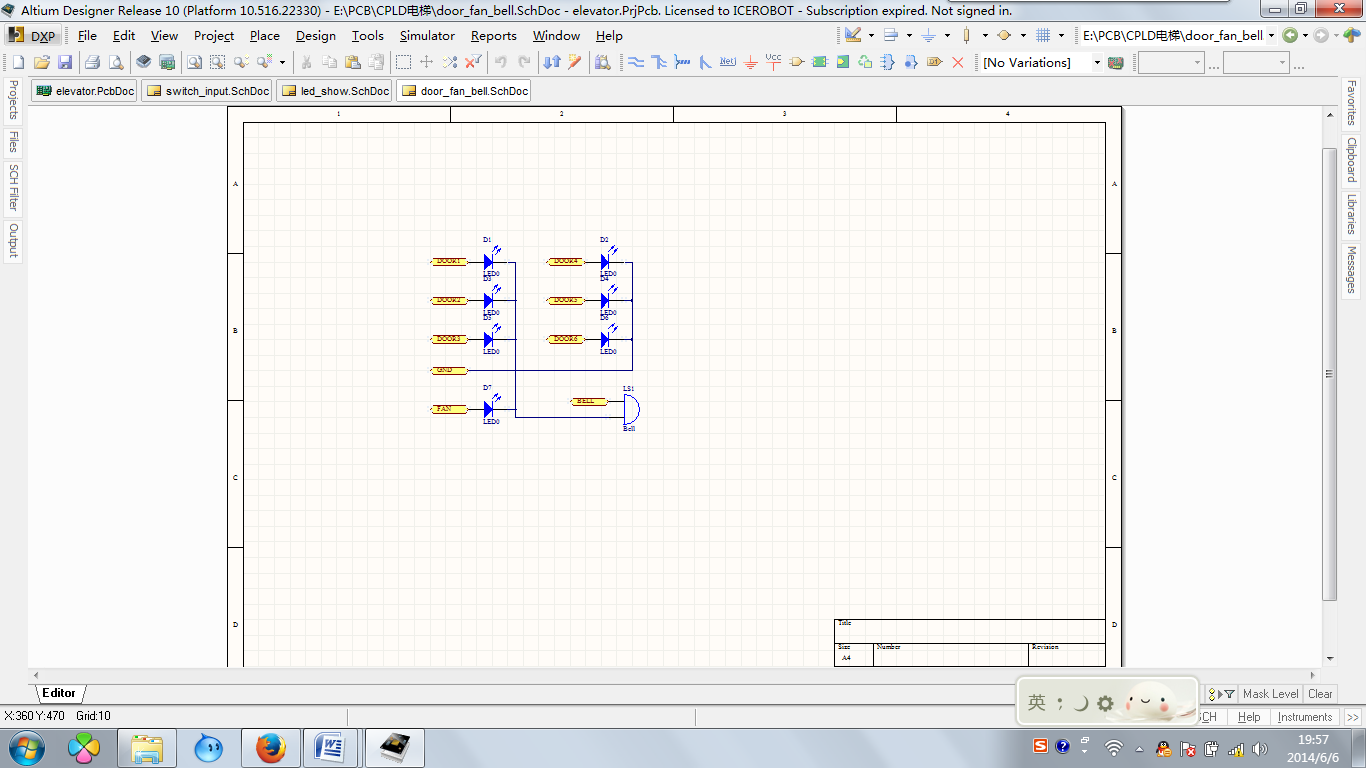 Altium Designer Release 10 (Platform 10.516.22330) - E:\PCB\CPLD电梯\door_fan_bell.SchDoc - elevator.PrjPcb. Licensed to ICEROBOT - Subscription expired. Not signed in.
DXP File Edit View Project Place Design Tools Simulator Reports Window Help E:\PCB\CPLD电梯\door_fan_bell
Net Vcc [No Variations] ... ...
elevator.PcbDoc switch_input.SchDoc led_show.SchDoc door_fan_bell.SchDoc
Projects
Files
SCH Filter
Output
Favorites
Clipboard
Libraries
Messages
1 2 3 4
A A
D1 D2
DOOR1 DOOR4
LED0 LED0
D3 D4
DOOR2 DOOR5
LED0 LED0
D5 D6
B B
DOOR3 DOOR6
LED0 LED0
GND
D7 LS1
FAN BELL
LED0 Bell
C C
D D
Title
Size Number Revision
A4
Editor
Mask Level Clear
X:360 Y:470 Grid:10
英 ;
SCH Help Instruments >>
19:57
2014/6/6